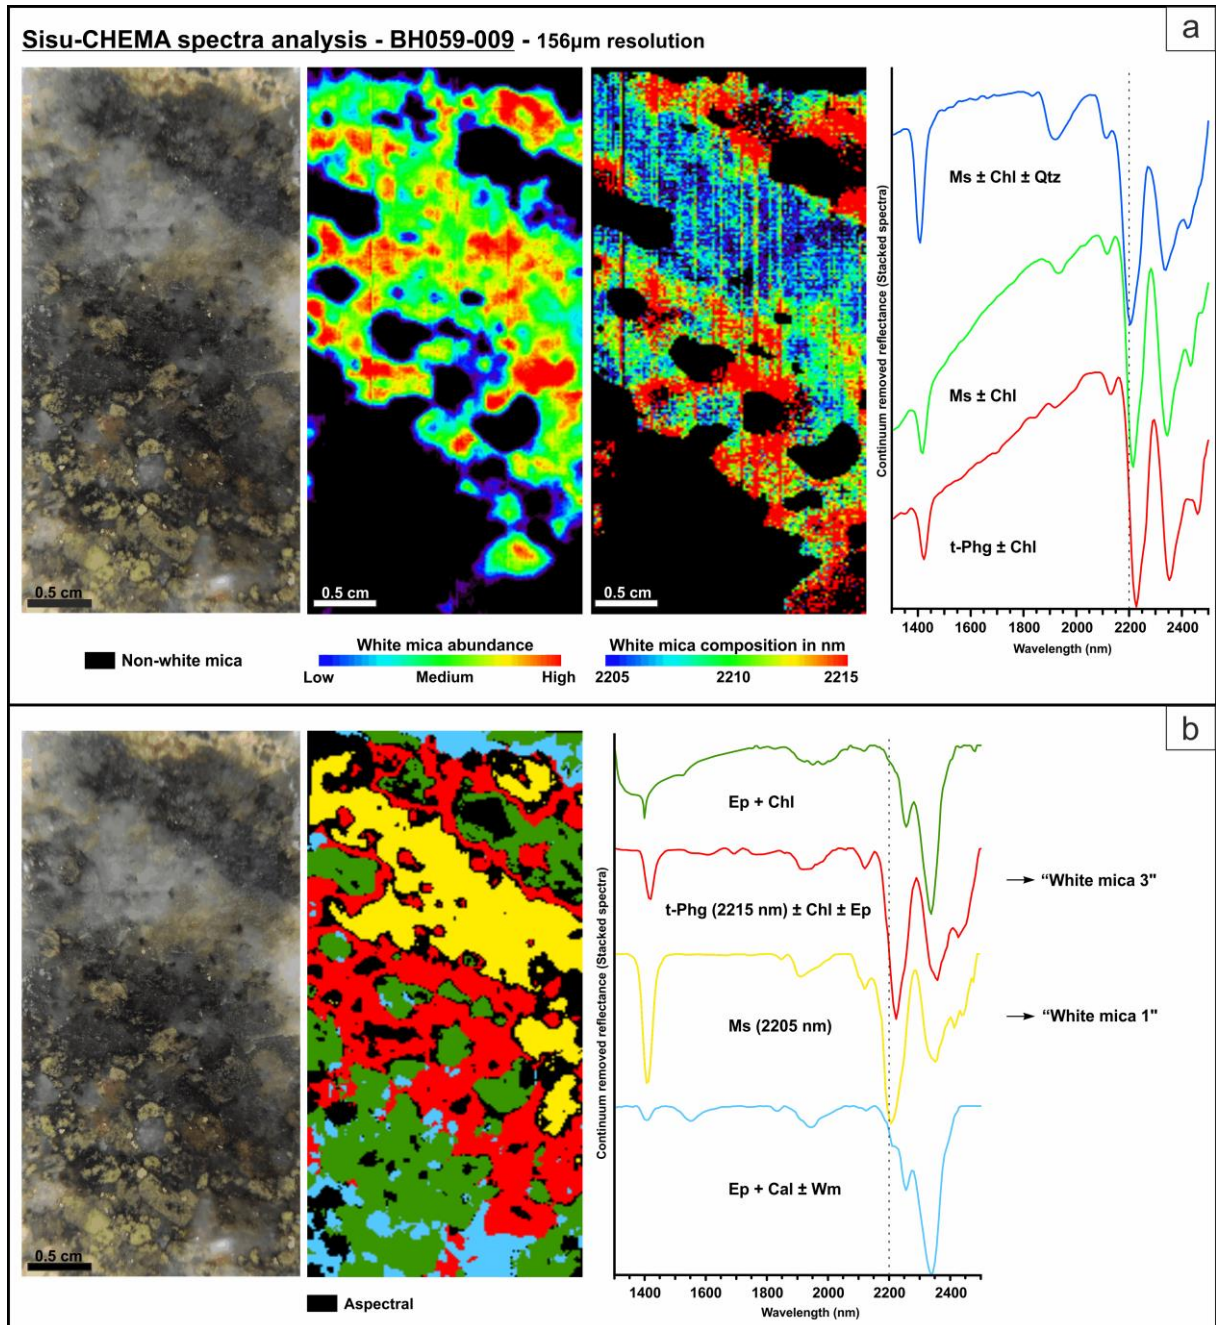 a
Sisu-CHEMA spectra analysis - BH059-009 - 156µm resolution
0.5 cm
0.5 cm
0.5 cm
Non-white mica
White mica abundance
Low Medium High
White mica composition in nm
2205 2210 2215
Continuum removed reflectance (Stacked spectra)
Ms ± Chl ± Qtz
Ms ± Chl
t-Phg ± Chl
1400 1600 1800 2000 2200 2400
Wavelength (nm)
b
0.5 cm
Aspectral
Continuum removed reflectance (Stacked spectra)
Ep + Chl
t-Phg (2215 nm) ± Chl ± Ep
→ “White mica 3"
Ms (2205 nm)
→ “White mica 1"
Ep + Cal ± Wm
1400 1600 1800 2000 2200 2400
Wavelength (nm)